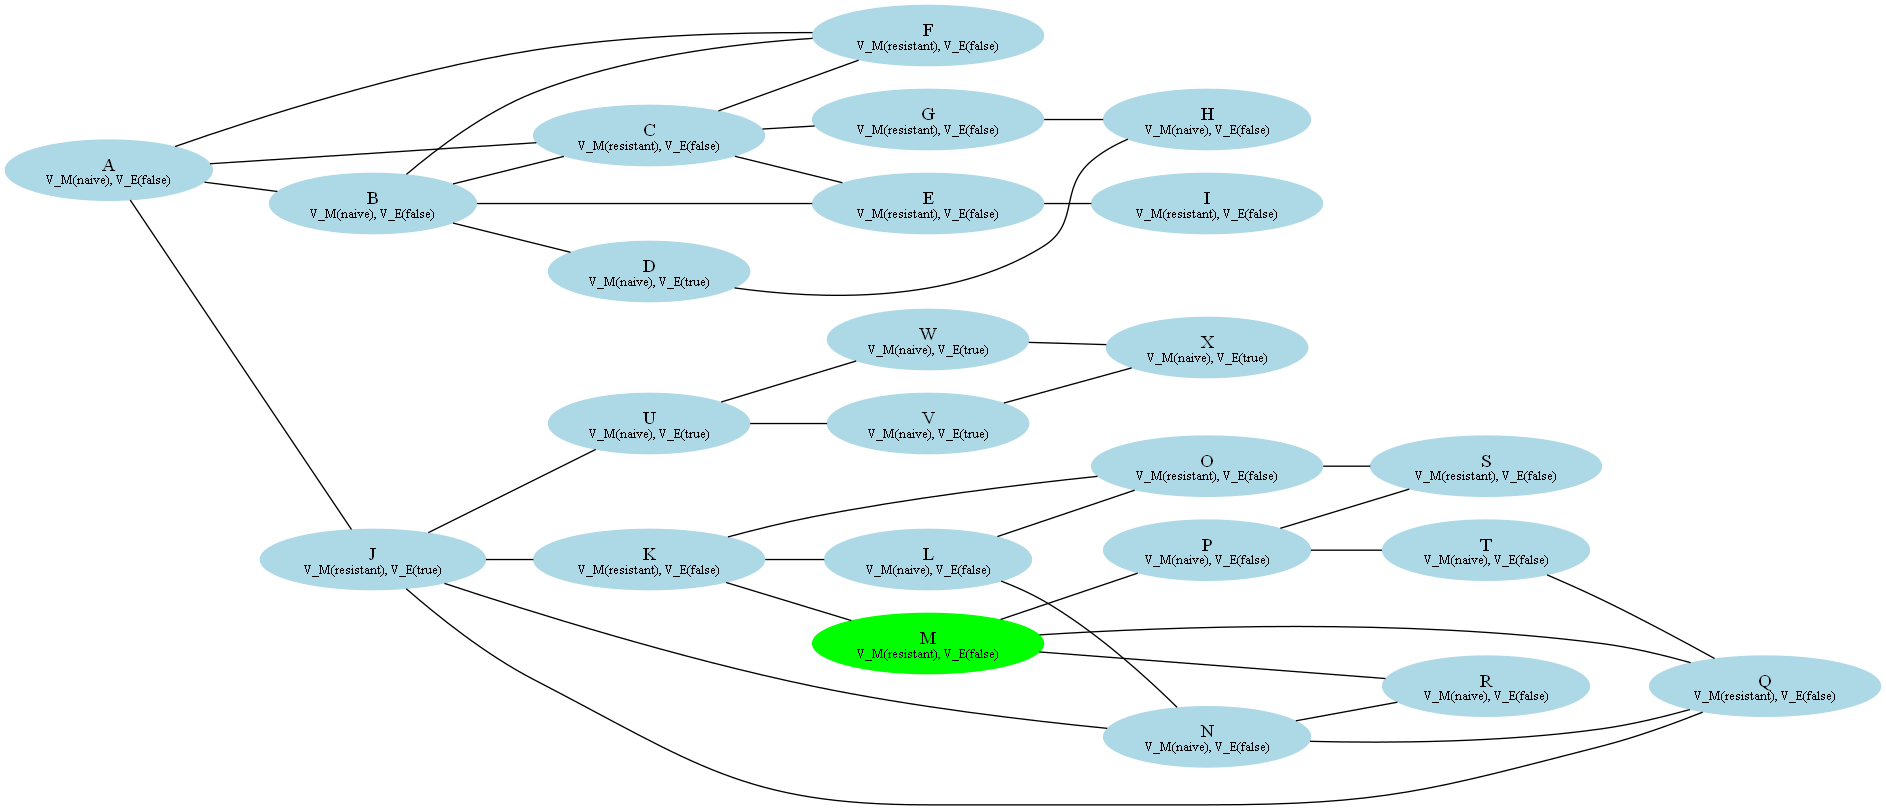 F
V_M(resistant), V_E(false)
G
V_M(resistant), V_E(false)
H
V_M(naive), V_E(false)
C
V_M(resistant), V_E(false)
A
V_M(naive), V_E(false)
B
V_M(naive), V_E(false)
E
V_M(resistant), V_E(false)
I
V_M(resistant), V_E(false)
D
V_M(naive), V_E(true)
W
V_M(naive), V_E(true)
X
V_M(naive), V_E(true)
U
V_M(naive), V_E(true)
V
V_M(naive), V_E(true)
O
V_M(resistant), V_E(false)
S
V_M(resistant), V_E(false)
J
V_M(resistant), V_E(true)
K
V_M(resistant), V_E(false)
L
V_M(naive), V_E(false)
P
V_M(naive), V_E(false)
T
V_M(naive), V_E(false)
M
V_M(resistant), V_E(false)
R
V_M(naive), V_E(false)
Q
V_M(resistant), V_E(false)
N
V_M(naive), V_E(false)